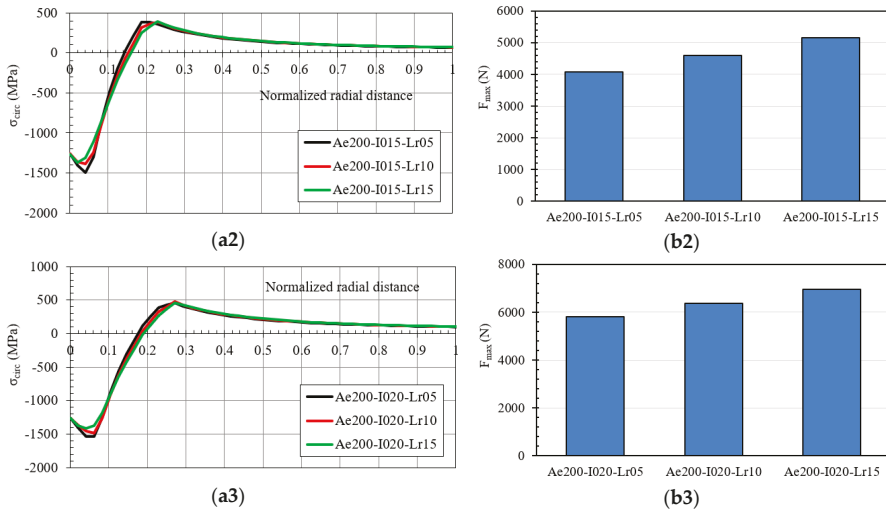 500
0
-500
-1000
-1500
-2000
σcirc (MPa)
0 0.1 0.2 0.3 0.4 0.5 0.6 0.7 0.8 0.9 1
Normalized radial distance
Ae200-I015-Lr05
Ae200-I015-Lr10
Ae200-I015-Lr15
(a2)
6000
5000
4000
3000
2000
1000
0
Fmax (N)
Ae200-I015-Lr05 Ae200-I015-Lr10 Ae200-I015-Lr15
(b2)
1000
500
0
-500
-1000
-1500
-2000
σcirc (MPa)
Normalized radial distance
0 0.1 0.2 0.3 0.4 0.5 0.6 0.7 0.8 0.9 1
Ae200-I020-Lr05
Ae200-I020-Lr10
Ae200-I020-Lr15
(a3)
8000
6000
4000
2000
0
Fmax (N)
Ae200-I020-Lr05 Ae200-I020-Lr10 Ae200-I020-Lr15
(b3)